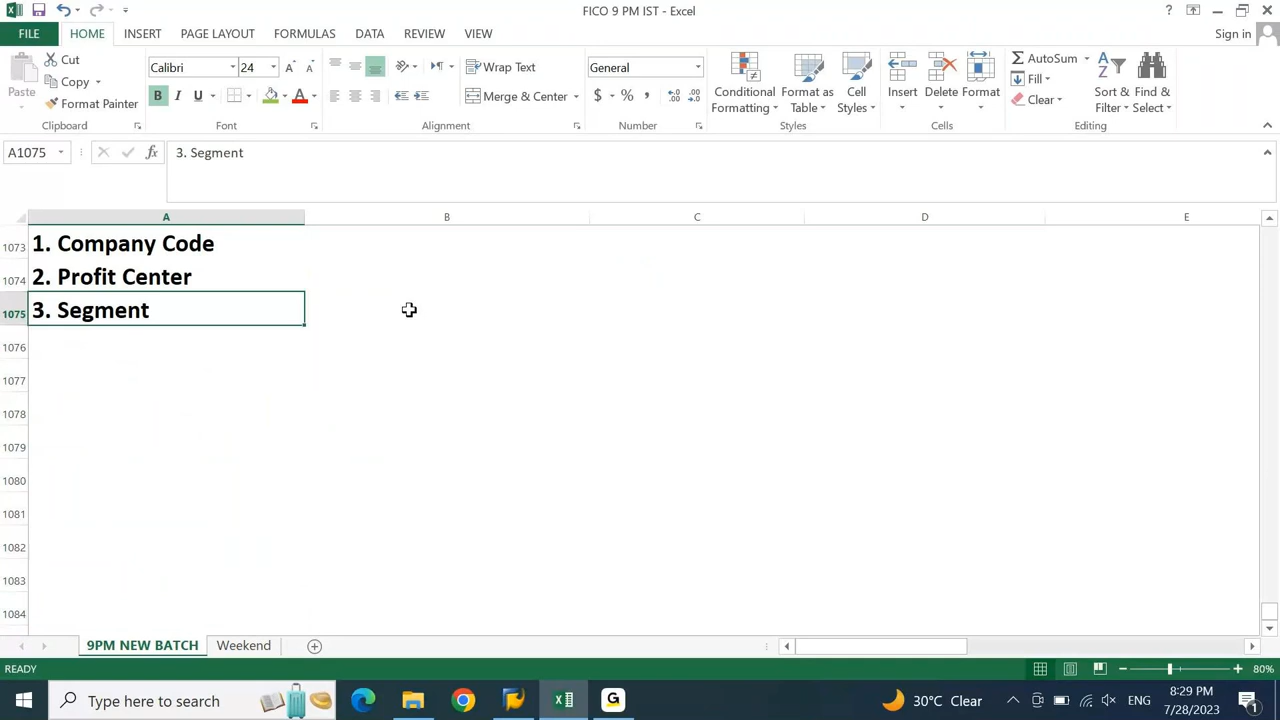 FICO 9 PM IST - Excel
FILE HOME INSERT PAGE LAYOUT FORMULAS DATA REVIEW VIEW Sign in
Paste
Cut
Copy
Format Painter
Clipboard
Calibri 24
B I U
Font
Wrap Text
Merge & Center
Alignment
General
$ % ,
Number
Conditional Formatting
Format as Table
Cell Styles
Styles
Insert Delete Format
Cells
AutoSum
Fill
Clear
Sort & Filter
Find & Select
Editing
A1075 fx 3. Segment
A B C D E
1073 1. Company Code
1074 2. Profit Center
1075 3. Segment
1076
1077
1078
1079
1080
1081
1082
1083
1084
9PM NEW BATCH Weekend
READY 80%
Type here to search
30°C Clear
ENG
8:29 PM
7/28/2023
1